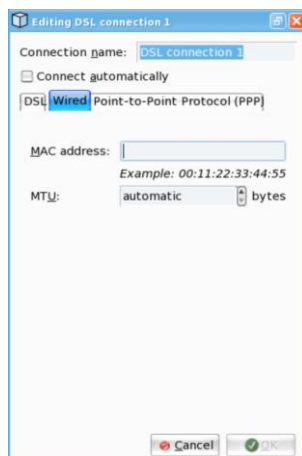 Editing DSL connection 1
Connection name: DSL connection 1
Connect automatically
DSL Wired Point-to-Point Protocol (PPP)
MAC address:
Example: 00:11:22:33:44:55
MTU: automatic bytes
Cancel OK